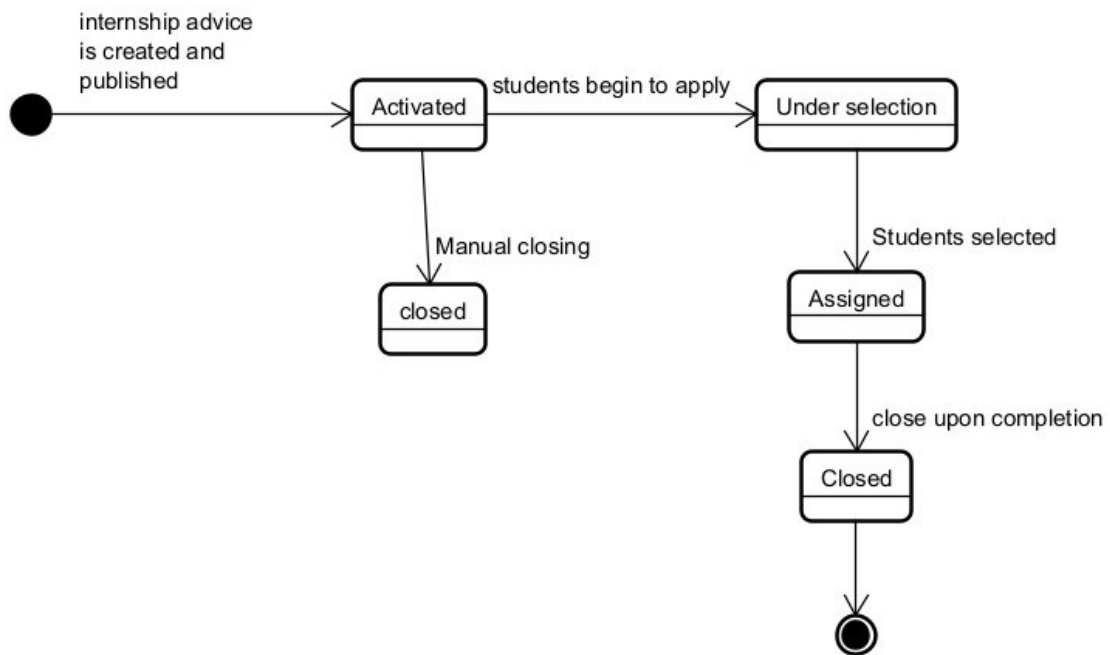 internship advice
is created and
published
Activated
students begin to apply
Under selection
Manual closing
closed
Students selected
Assigned
close upon completion
Closed